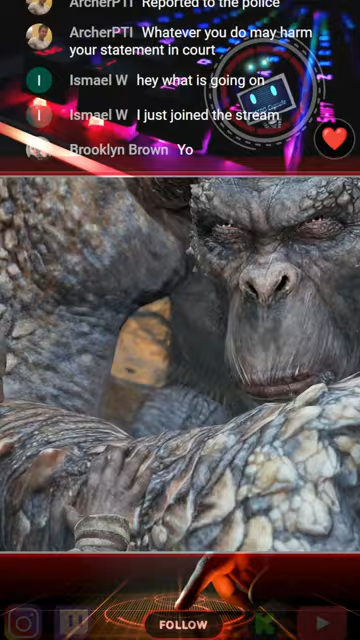 ArcherPTI Reported to the police
ArcherPTI Whatever you do may harm
your statement in court
I
Ismael W hey what is going on
I
Ismael W I just joined the stream
Brooklyn Brown Yo
FOLLOW